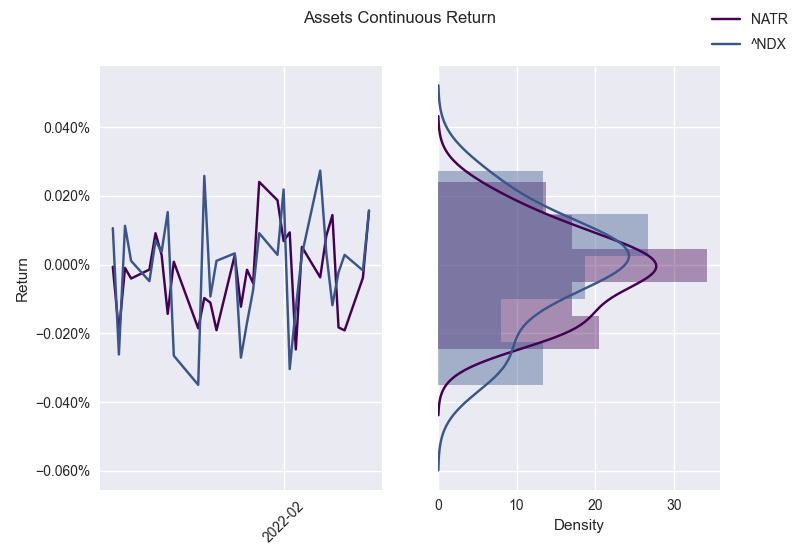 Assets Continuous Return
NATR
^NDX
0.040%
0.020%
0.000%
−0.020%
−0.040%
−0.060%
Return
2022-02
0 10 20 30
Density